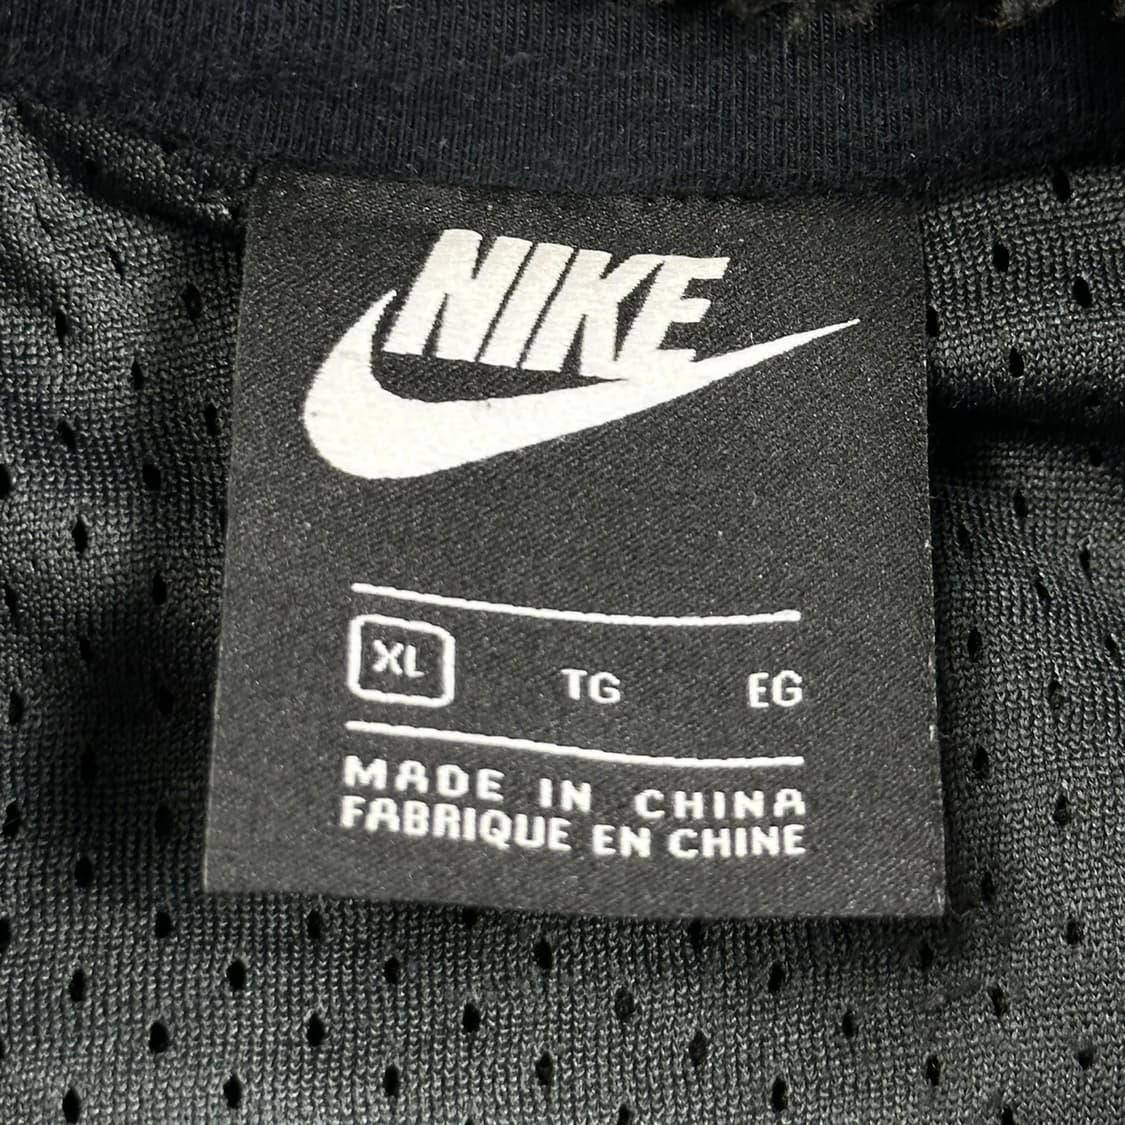 NIKE
XL TG EG
MADE IN CHINA
FABRIQUE EN CHINE